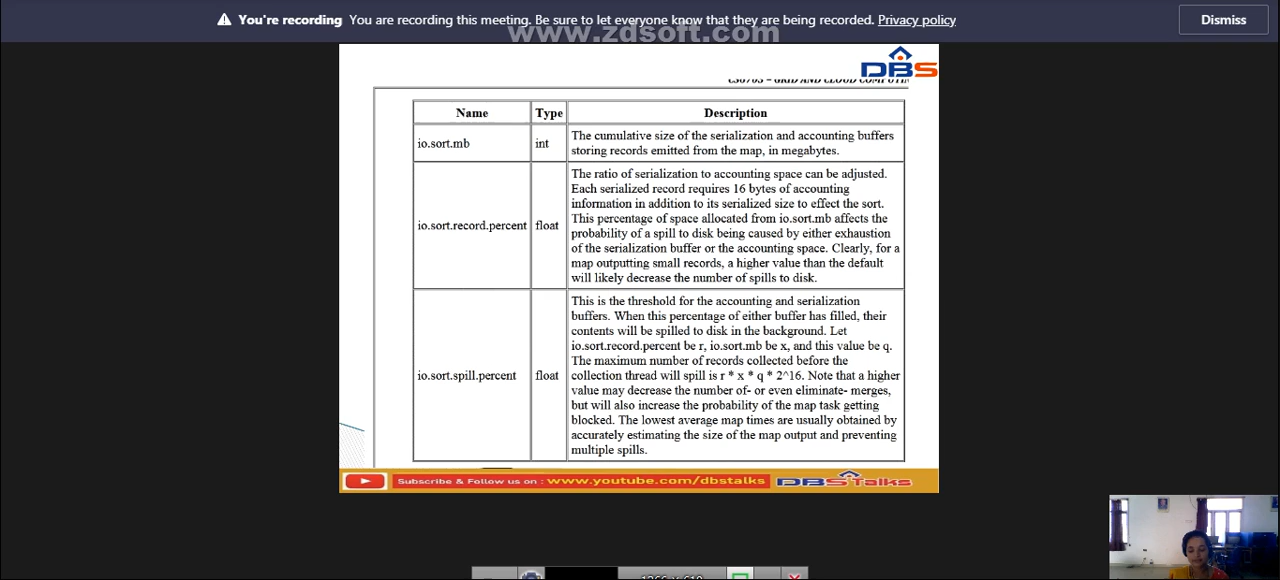 You're recording You are recording this meeting. Be sure to let everyone know that they are being recorded. Privacy policy
Dismiss
www.zdsoft.com
DBS
CS6703 – GRID AND CLOUD COMPUTIN
Name Type Description
io.sort.mb int
The cumulative size of the serialization and accounting buffers
storing records emitted from the map, in megabytes.
io.sort.record.percent float
The ratio of serialization to accounting space can be adjusted.
Each serialized record requires 16 bytes of accounting
information in addition to its serialized size to effect the sort.
This percentage of space allocated from io.sort.mb affects the
probability of a spill to disk being caused by either exhaustion
of the serialization buffer or the accounting space. Clearly, for a
map outputting small records, a higher value than the default
will likely decrease the number of spills to disk.
io.sort.spill.percent float
This is the threshold for the accounting and serialization
buffers. When this percentage of either buffer has filled, their
contents will be spilled to disk in the background. Let
io.sort.record.percent be r, io.sort.mb be x, and this value be q.
The maximum number of records collected before the
collection thread will spill is r * x * q * 2^16. Note that a higher
value may decrease the number of- or even eliminate- merges,
but will also increase the probability of the map task getting
blocked. The lowest average map times are usually obtained by
accurately estimating the size of the map output and preventing
multiple spills.
Subscribe & Follow us on : www.youtube.com/dbstalks DBS Talks